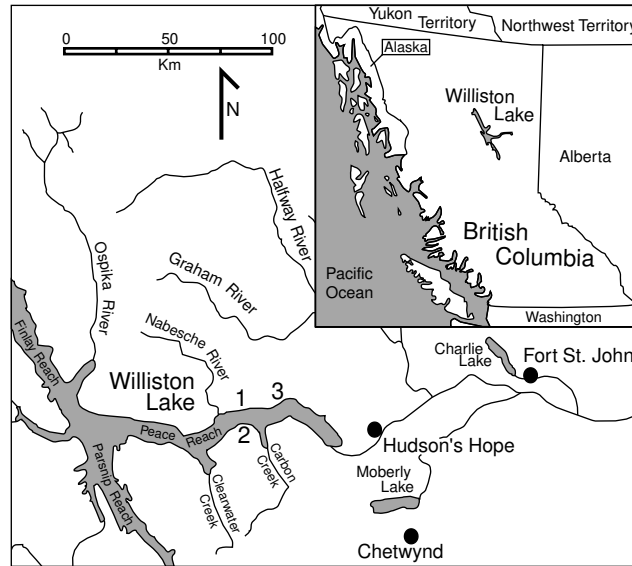 0 50 100
Km
N
Yukon
Territory
Northwest Territory
Alaska
Williston
Lake
Alberta
British
Columbia
Pacific
Ocean
Washington
Halfway River
Graham River
Ospika River
Nabesche River
Finlay Reach
Williston
Lake
1
2
3
Peace Reach
Parsnip Reach
Clearwater
Creek
Carbon
Creek
Charlie
Lake
Fort St. John
Hudson's Hope
Moberly
Lake
Chetwynd